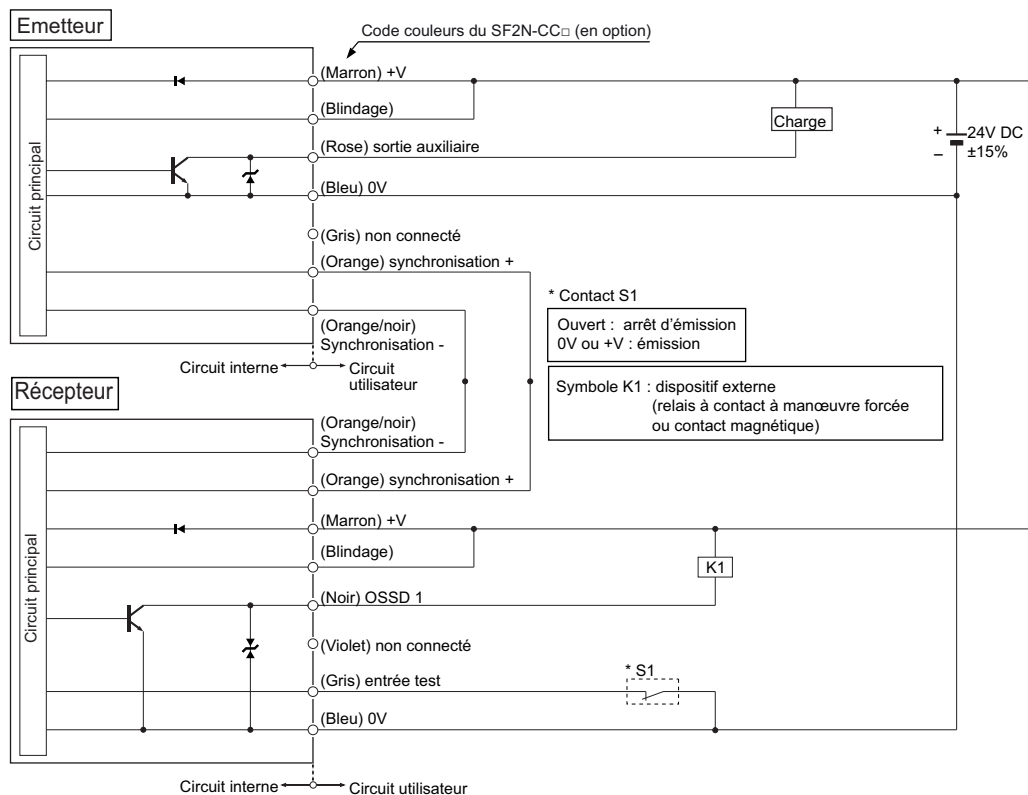 Emetteur
Code couleurs du SF2N-CC□ (en option)
Circuit principal
(Marron) +V
(Blindage)
(Rose) sortie auxiliaire
(Bleu) 0V
(Gris) non connecté
(Orange) synchronisation +
(Orange/noir)
Synchronisation -
Charge
+
−
24V DC
±15%
Circuit interne
Circuit
utilisateur
* Contact S1
Ouvert : arrêt d'émission
0V ou +V : émission
Symbole K1 : dispositif externe
(relais à contact à manœuvre forcée
ou contact magnétique)
Récepteur
Circuit principal
(Orange/noir)
Synchronisation -
(Orange) synchronisation +
(Marron) +V
(Blindage)
K1
(Noir) OSSD 1
(Violet) non connecté
* S1
(Gris) entrée test
(Bleu) 0V
Circuit interne
Circuit utilisateur